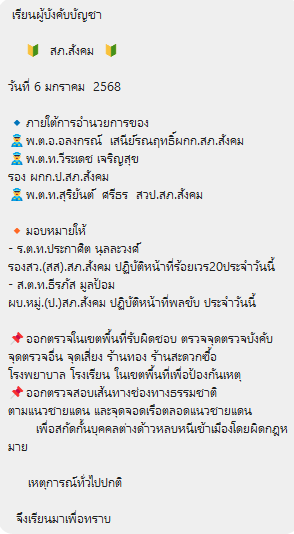 เรียนผู้บังคับบัญชา
🔰 สภ.สังคม 🔰
วันที่ 6 มกราคม 2568
🔹ภายใต้การอำนวยการของ
👮พ.ต.อ.อลงกรณ์ เสนีย์รณฤทธิ์ผกก.สภ.สังคม
👮พ.ต.ท.วีระเดช เจริญสุข
รอง ผกก.ป.สภ.สังคม
👮พ.ต.ท.สุริยันต์ ศรีธร สวป.สภ.สังคม
🔸มอบหมายให้
- ร.ต.ท.ประกาศิต นุลละวงศ์
รองสว.(สส).สภ.สังคม ปฏิบัติหน้าที่ร้อยเวร20ประจำวันนี้
- ส.ต.ท.ธีรภัส มูลป้อม
ผบ.หมู่.(ป.)สภ.สังคม ปฏิบัติหน้าที่พลขับ ประจำวันนี้
📌ออกตรวจในเขตพื้นที่รับผิดชอบ ตรวจจุดตรวจบังคับ
จุดตรวจอื่น จุดเสี่ยง ร้านทอง ร้านสะดวกซื้อ
โรงพยาบาล โรงเรียน ในเขตพื้นที่เพื่อป้องกันเหตุ
📌ออกตรวจสอบเส้นทางช่องทางธรรมชาติ
ตามแนวชายแดน และจุดจอดเรือตลอดแนวชายแดน
เพื่อสกัดกั้นบุคคลต่างด้าวหลบหนีเข้าเมืองโดยผิดกฎห
มาย
เหตุการณ์ทั่วไปปกติ
จึงเรียนมาเพื่อทราบ